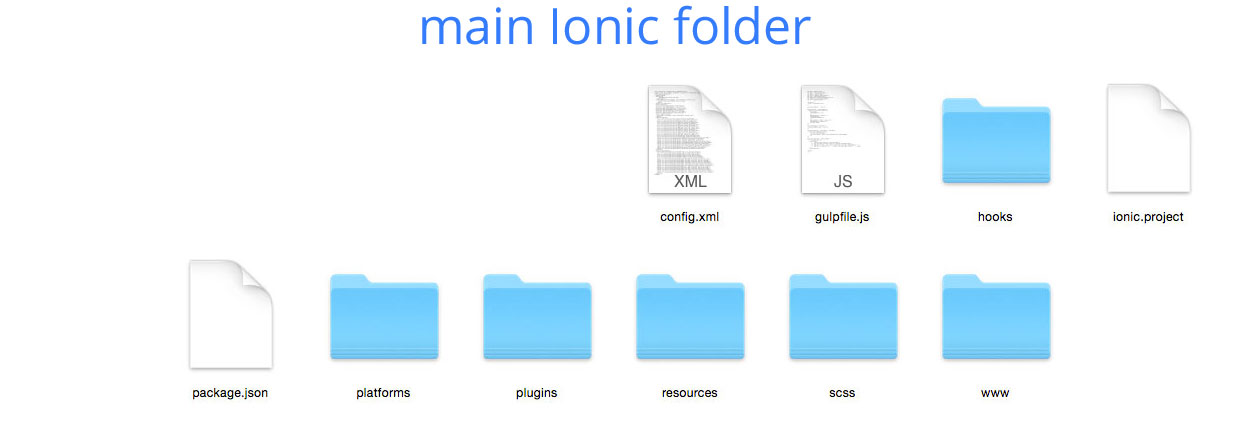 main Ionic folder
XML
JS
config.xml
gulpfile.js
hooks
ionic.project
package.json
platforms
plugins
resources
scss
www